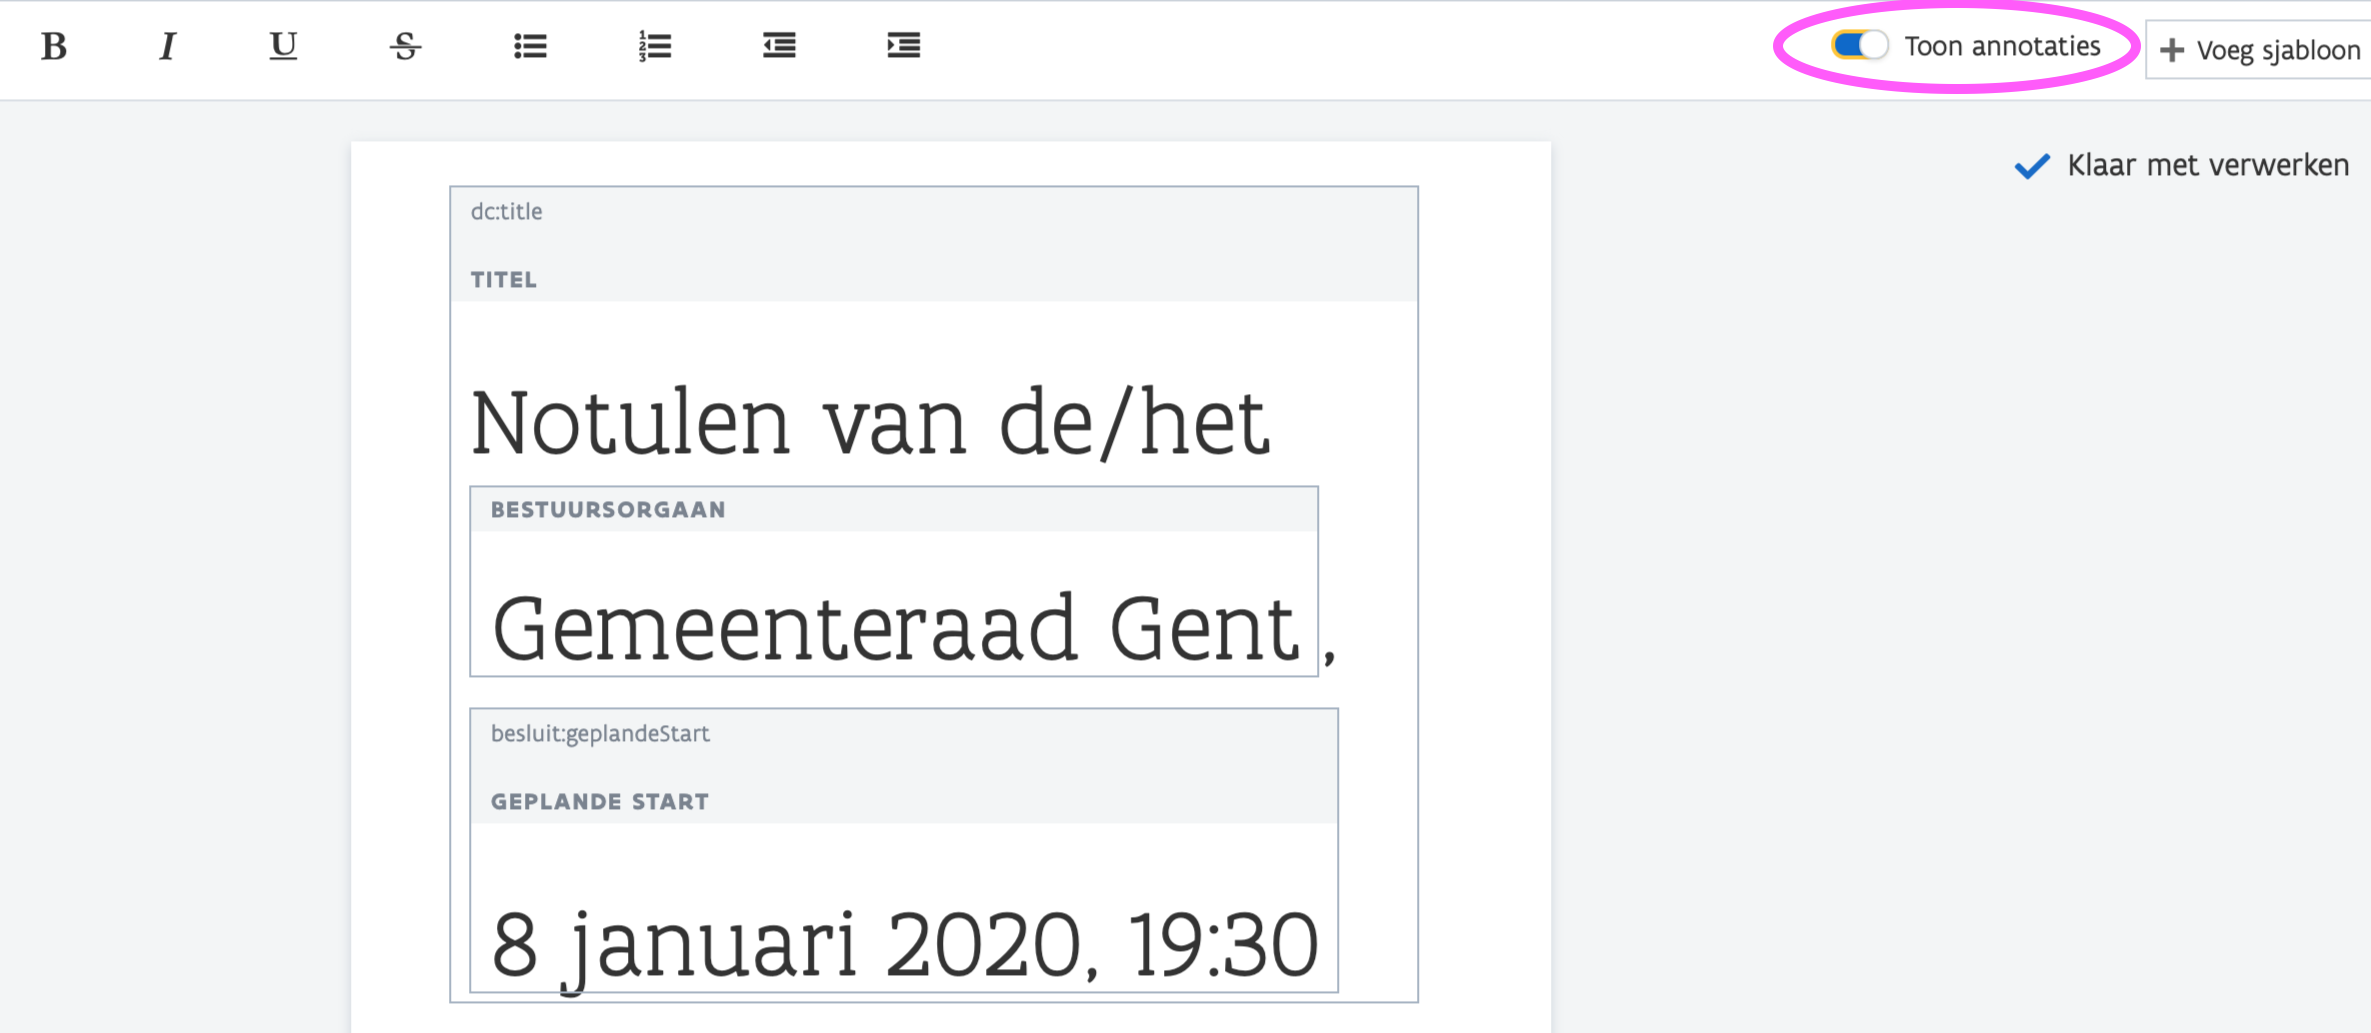 B I U S
Toon annotaties
Voeg sjabloon
Klaar met verwerken
dc:title
TITEL
Notulen van de/het
BESTUURSORGAAN
Gemeenteraad Gent ,
besluit:geplandeStart
GEPLANDE START
8 januari 2020, 19:30